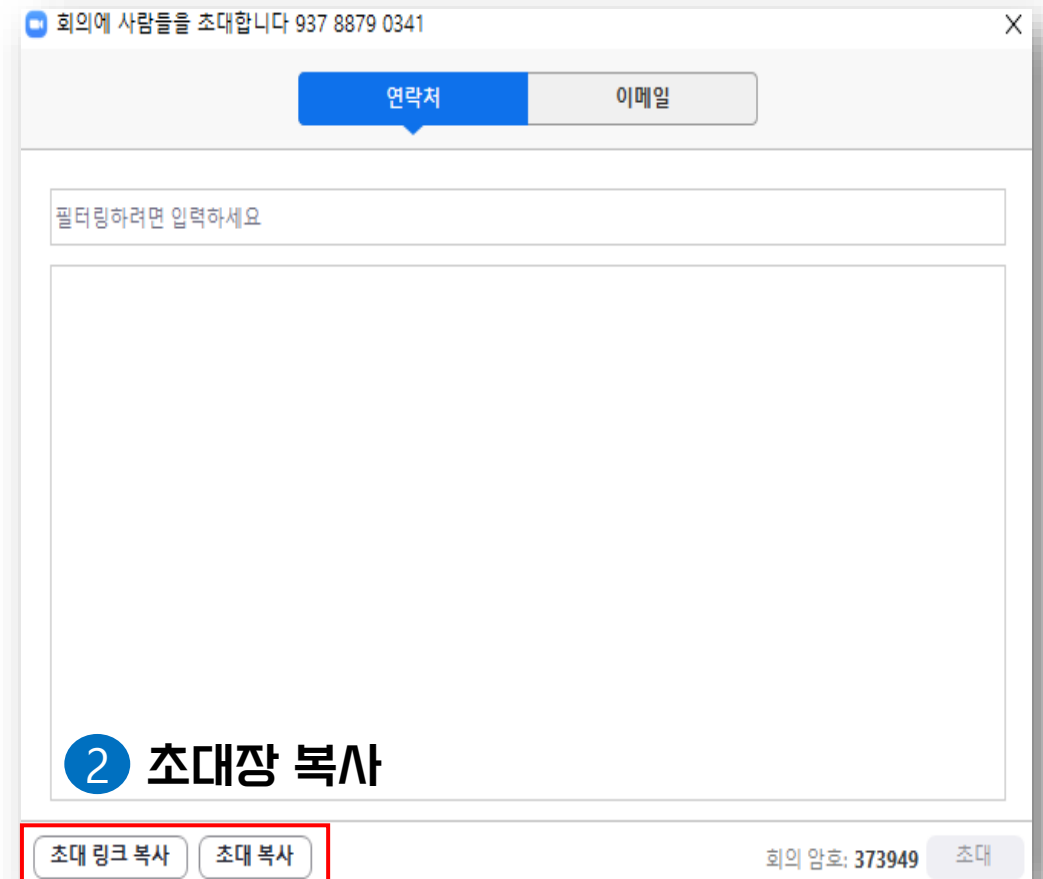 회의에 사람들을 초대합니다 937 8879 0341
연락처 이메일
필터링하려면 입력하세요
2 초대장 복사
초대 링크 복사 초대 복사 회의 암호: 373949 초대